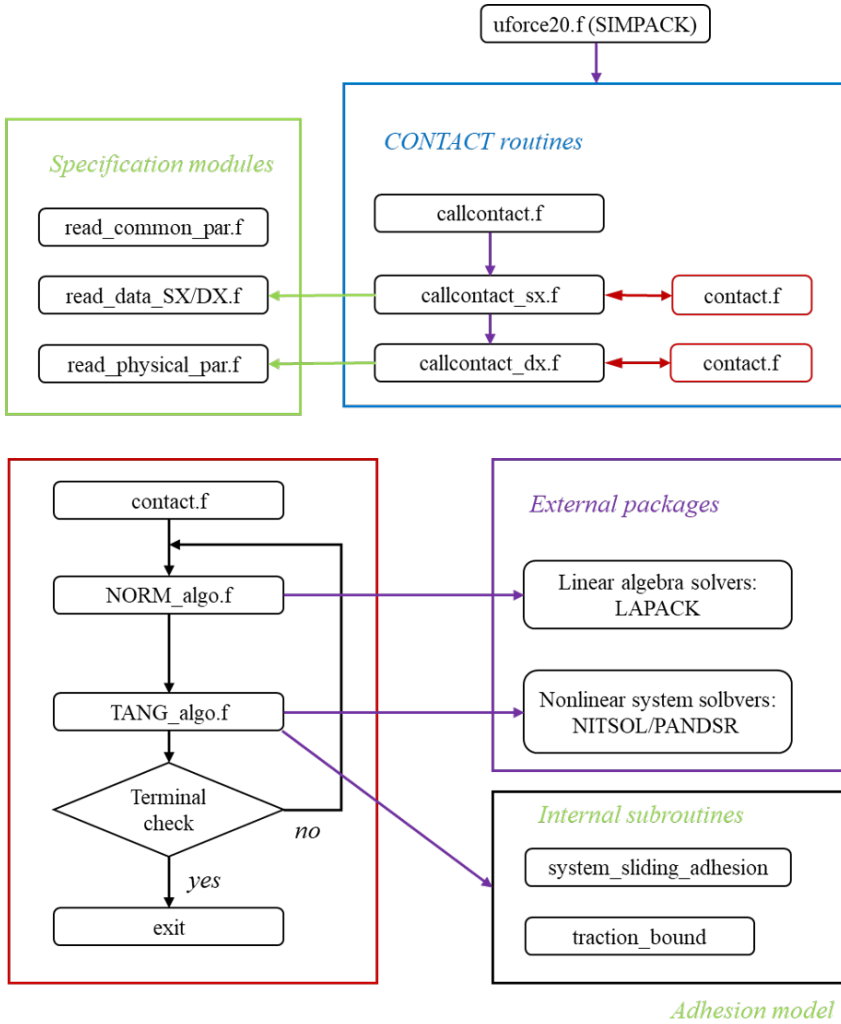 uforce20.f (SIMPACK)
Specification modules
read_common_par.f
read_data_SX/DX.f
read_physical_par.f
CONTACT routines
callcontact.f
callcontact_sx.f
contact.f
callcontact_dx.f
contact.f
contact.f
NORM_algo.f
TANG_algo.f
Terminal
check
no
yes
exit
External packages
Linear algebra solvers:
LAPACK
Nonlinear system solbvers:
NITSOL/PANDSR
Internal subroutines
system_sliding_adhesion
traction_bound
Adhesion model